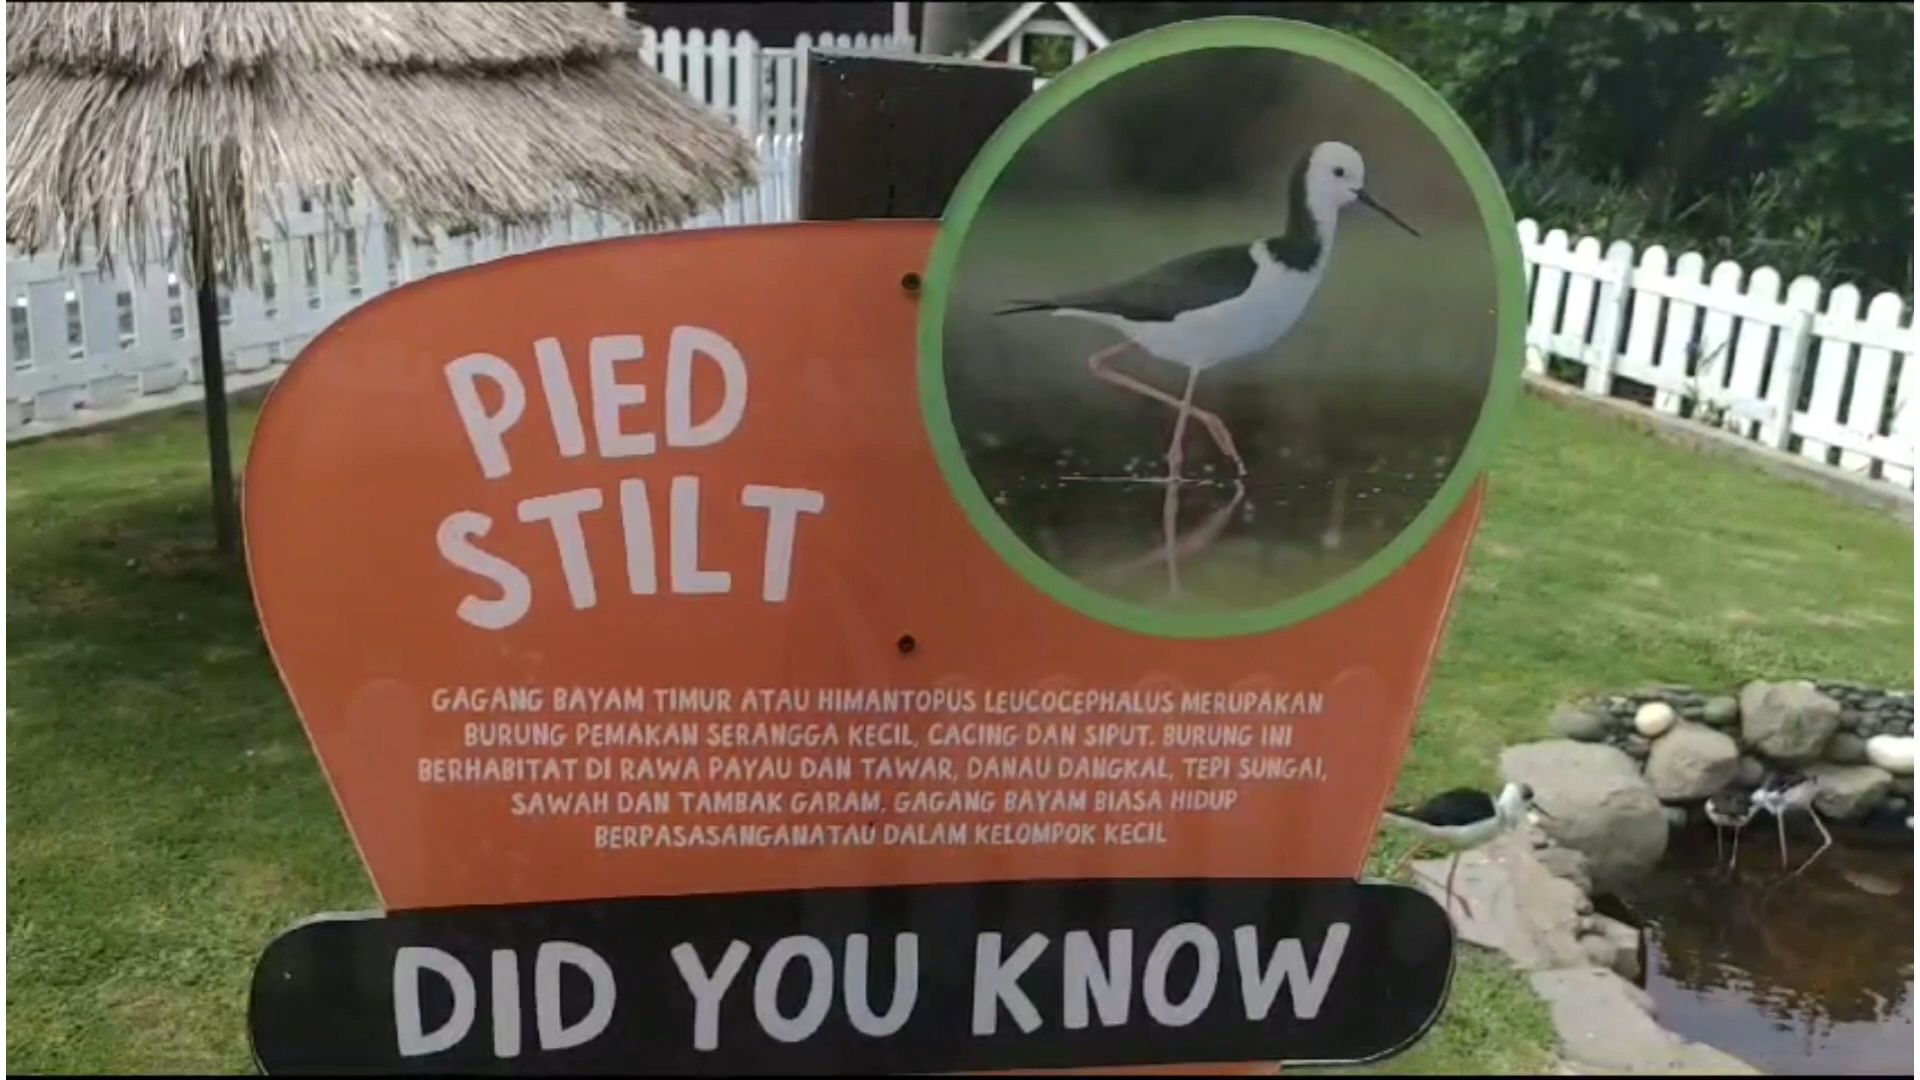 PIED
STILT
GAGANG BAYAM TIMUR ATAU HIMANTOPUS LEUCOCEPHALUS MERUPAKAN
BURUNG PEMAKAN SERANGGA KECIL, CACING DAN SIPUT. BURUNG INI
BERHABITAT DI RAWA PAYAU DAN TAWAR, DANAU DANGKAL, TEPI SUNGAI,
SAWAH DAN TAMBAK GARAM. GAGANG BAYAM BIASA HIDUP
BERPASASANGANATAU DALAM KELOMPOK KECIL
DID YOU KNOW